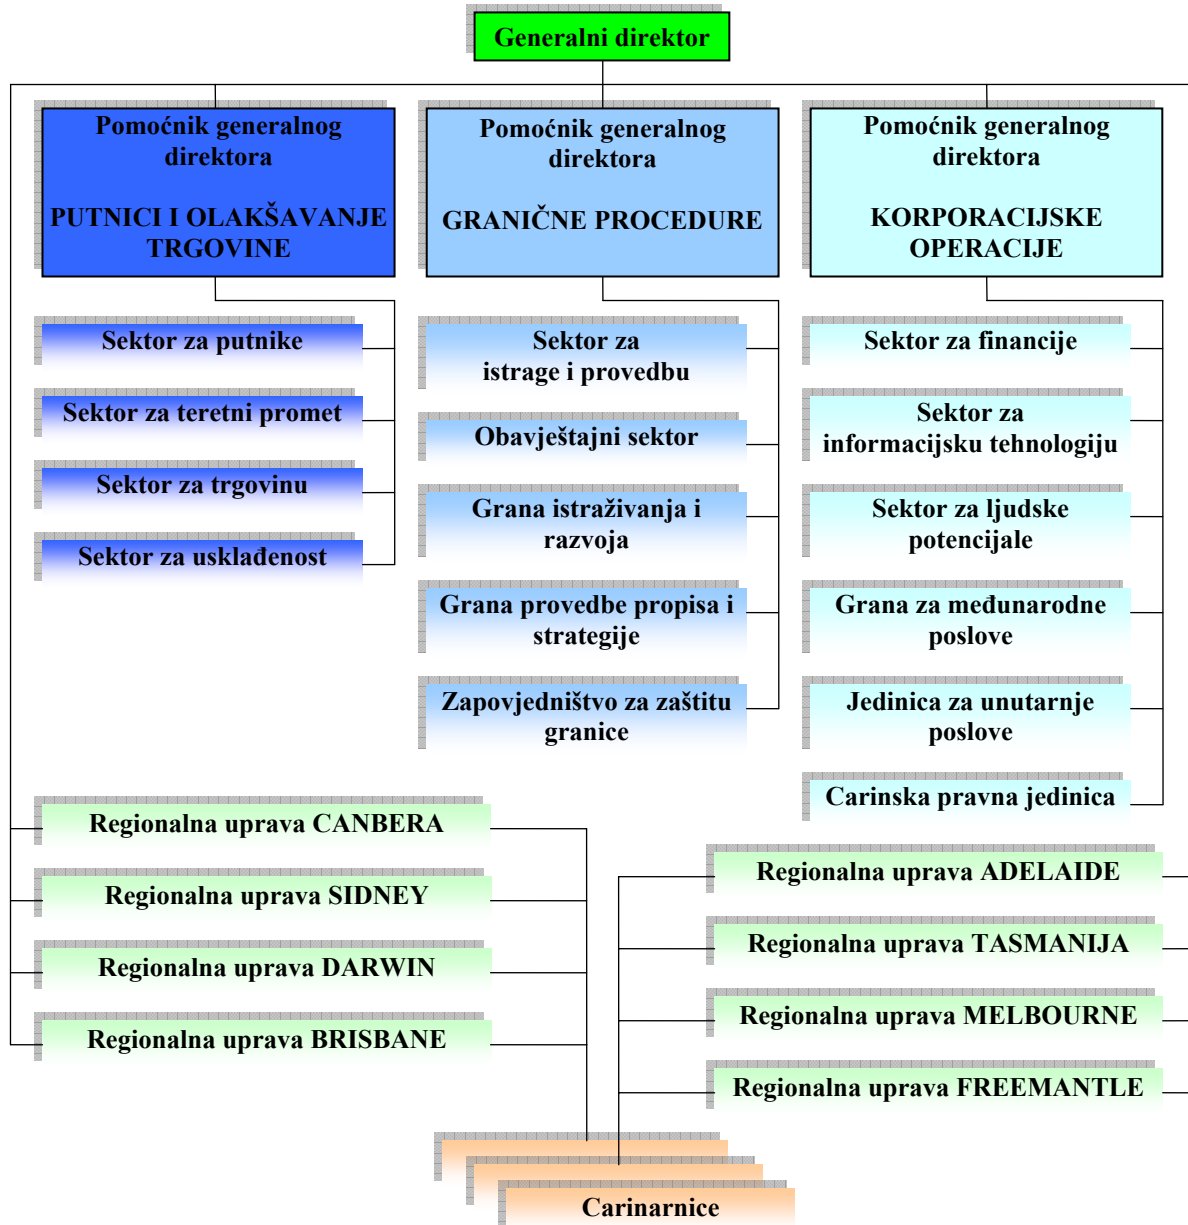 Generalni direktor
Pomoćnik generalnog
direktora
PUTNICI I OLAKŠAVANJE
TRGOVINE
Pomoćnik generalnog
direktora
GRANIČNE PROCEDURE
Pomoćnik generalnog
direktora
KORPORACIJSKE
OPERACIJE
Sektor za putnike
Sektor za teretni promet
Sektor za trgovinu
Sektor za usklađenost
Sektor za
istrage i provedbu
Obavještajni sektor
Grana istraživanja i
razvoja
Grana provedbe propisa i
strategije
Zapovjedništvo za zaštitu
granice
Sektor za financije
Sektor za
informacijsku tehnologiju
Sektor za ljudske
potencijale
Grana za međunarodne
poslove
Jedinica za unutarnje
poslove
Carinska pravna jedinica
Regionalna uprava CANBERA
Regionalna uprava SIDNEY
Regionalna uprava DARWIN
Regionalna uprava BRISBANE
Regionalna uprava ADELAIDE
Regionalna uprava TASMANIJA
Regionalna uprava MELBOURNE
Regionalna uprava FREEMANTLE
Carinarnice